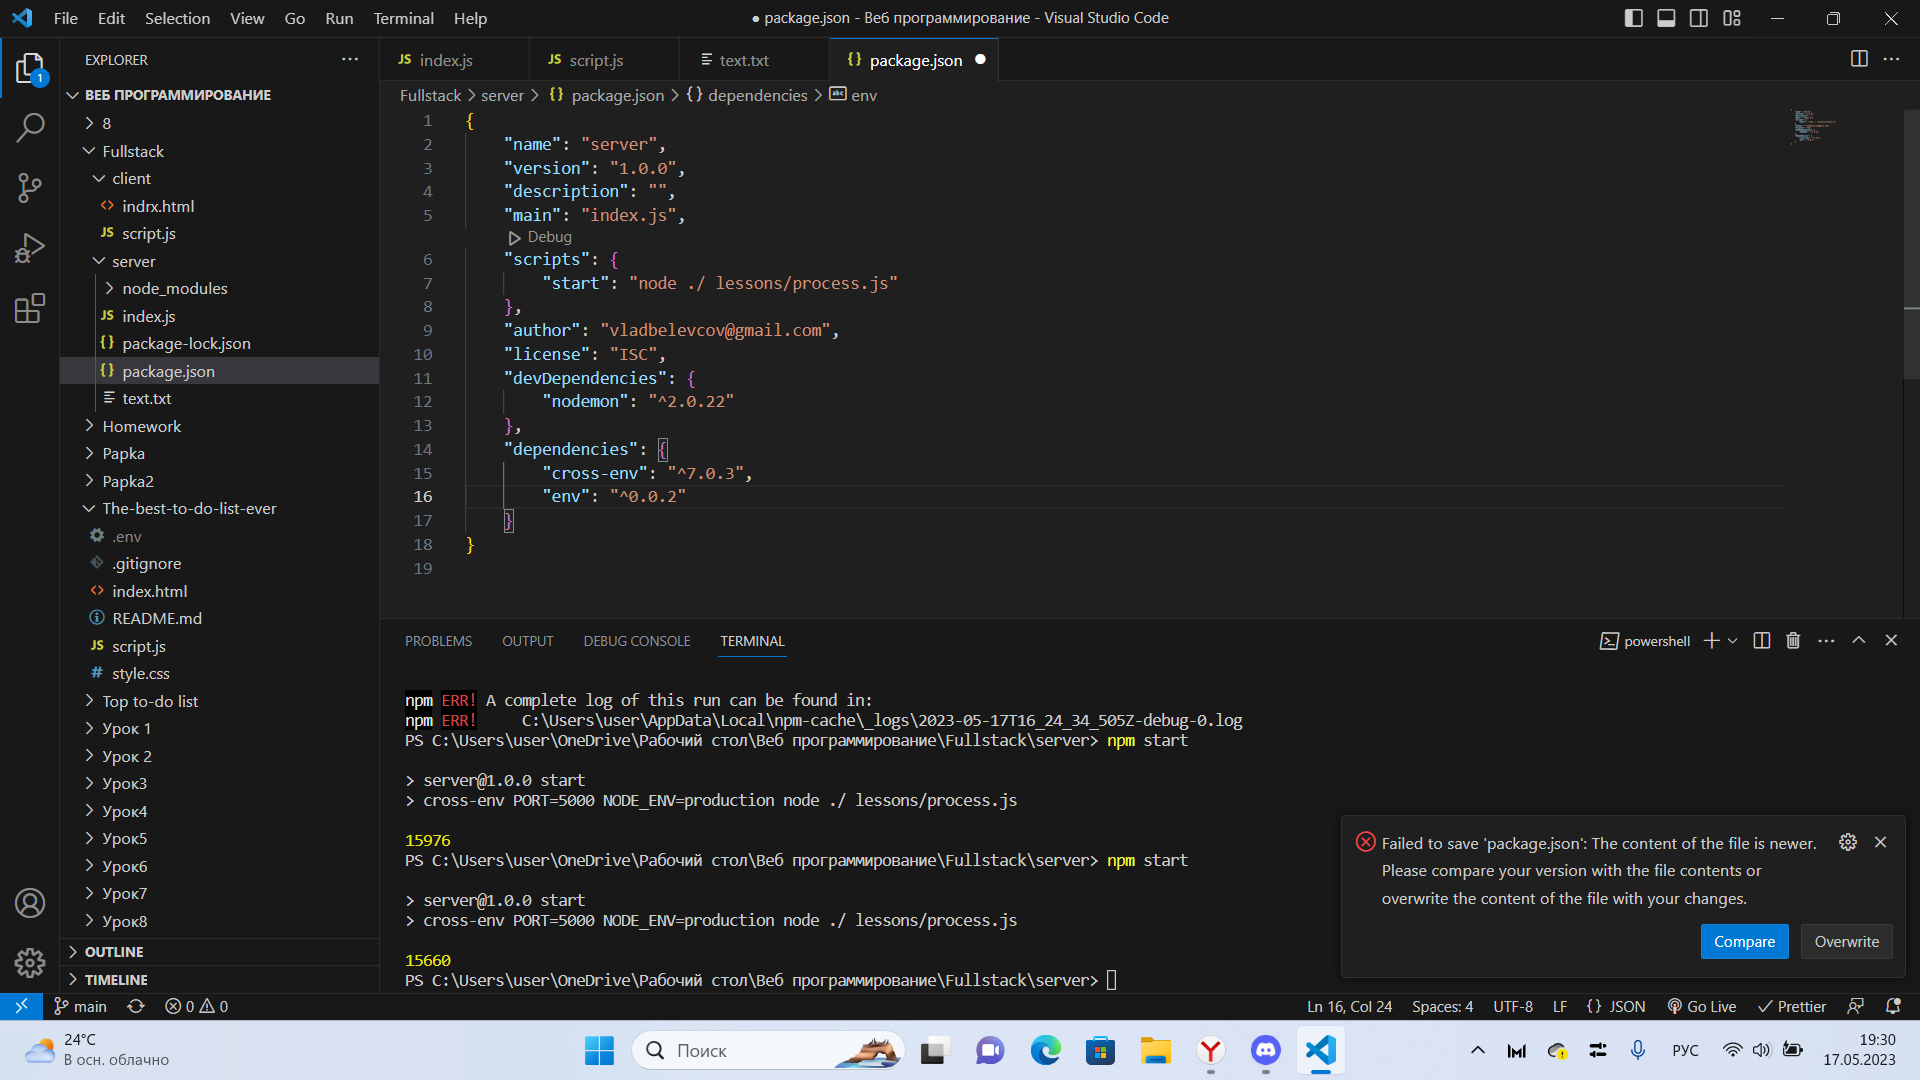 File Edit Selection View Go Run Terminal Help
● package.json - Веб программирование - Visual Studio Code
1
EXPLORER
ВЕБ ПРОГРАММИРОВАНИЕ
8
Fullstack
client
indrx.html
script.js
server
node_modules
index.js
package-lock.json
package.json
text.txt
Homework
Papka
Papka2
The-best-to-do-list-ever
.env
.gitignore
index.html
README.md
script.js
style.css
Top to-do list
Урок 1
Урок 2
Урок3
Урок4
Урок5
Урок6
Урок7
Урок8
OUTLINE
TIMELINE
index.js script.js text.txt package.json
Fullstack > server > {} package.json > {} dependencies > env
1 {
2 "name": "server",
3 "version": "1.0.0",
4 "description": "",
5 "main": "index.js",
Debug
6 "scripts": {
7 "start": "node ./ lessons/process.js"
8 },
9 "author": "vladbelevcov@gmail.com",
10 "license": "ISC",
11 "devDependencies": {
12 "nodemon": "^2.0.22"
13 },
14 "dependencies": {
15 "cross-env": "^7.0.3",
16 "env": "^0.0.2"
17 }
18 }
19
PROBLEMS OUTPUT DEBUG CONSOLE TERMINAL
powershell
npm ERR! A complete log of this run can be found in:
npm ERR! C:\Users\user\AppData\Local\npm-cache\_logs\2023-05-17T16_24_34_505Z-debug-0.log
PS C:\Users\user\OneDrive\Рабочий стол\Веб программирование\Fullstack\server> npm start
> server@1.0.0 start
> cross-env PORT=5000 NODE_ENV=production node ./ lessons/process.js
15976
PS C:\Users\user\OneDrive\Рабочий стол\Веб программирование\Fullstack\server> npm start
> server@1.0.0 start
> cross-env PORT=5000 NODE_ENV=production node ./ lessons/process.js
15660
PS C:\Users\user\OneDrive\Рабочий стол\Веб программирование\Fullstack\server>
Failed to save 'package.json': The content of the file is newer.
Please compare your version with the file contents or
overwrite the content of the file with your changes.
Compare Overwrite
main 0 0
Ln 16, Col 24 Spaces: 4 UTF-8 LF {} JSON Go Live Prettier
24°C
В осн. облачно
Поиск
РУС
19:30
17.05.2023